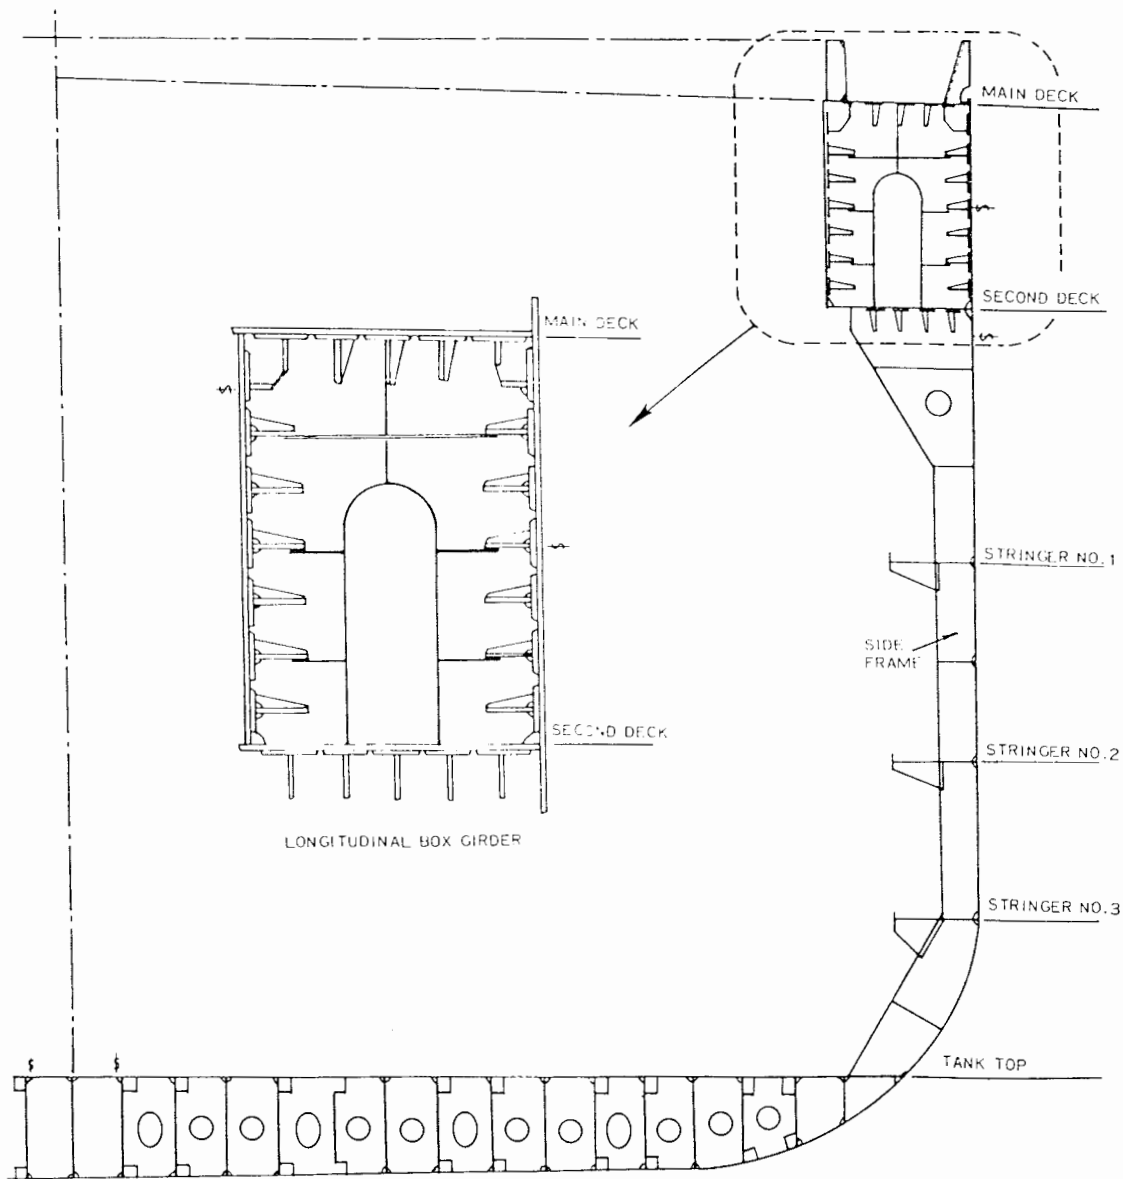 MAIN DECK
SECOND DECK
MAIN DECK
STRINGER NO.1
SIDE
FRAME
SECOND DECK
STRINGER NO.2
LONGITUDINAL BOX GIRDER
STRINGER NO.3
TANK TOP